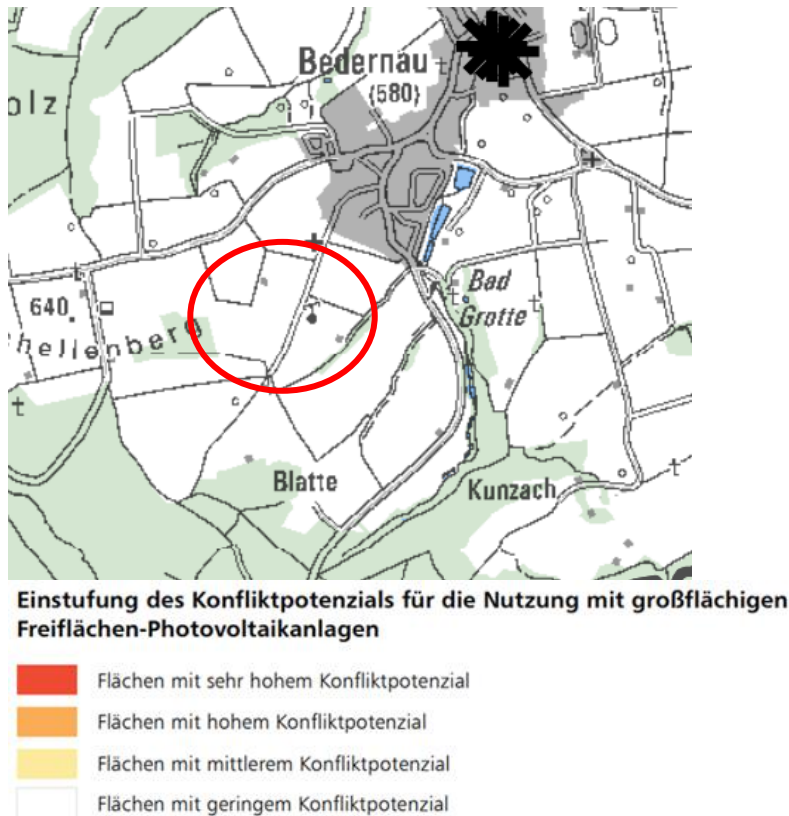 Bedernau
(580)
olz
640.
hellenberg
Bad
Grotte
Blatte
Kunzach
Einstufung des Konfliktpotenzials für die Nutzung mit großflächigen
Freiflächen-Photovoltaikanlagen
Flächen mit sehr hohem Konfliktpotenzial
Flächen mit hohem Konfliktpotenzial
Flächen mit mittlerem Konfliktpotenzial
Flächen mit geringem Konfliktpotenzial